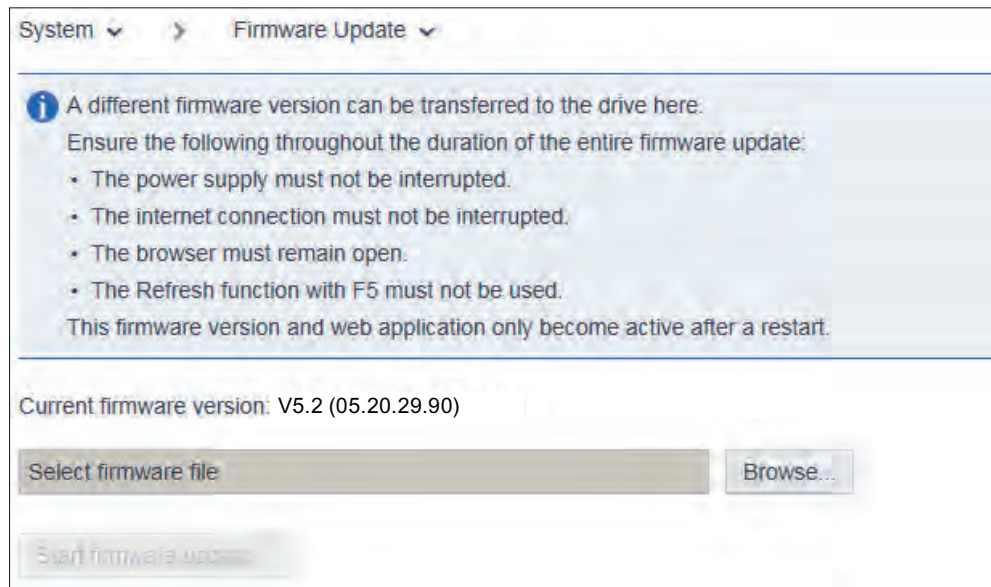 System > Firmware Update
A different firmware version can be transferred to the drive here.
Ensure the following throughout the duration of the entire firmware update:
• The power supply must not be interrupted.
• The internet connection must not be interrupted.
• The browser must remain open.
• The Refresh function with F5 must not be used.
This firmware version and web application only become active after a restart.
Current firmware version: V5.2 (05.20.29.90)
Select firmware file Browse...
Start firmware update